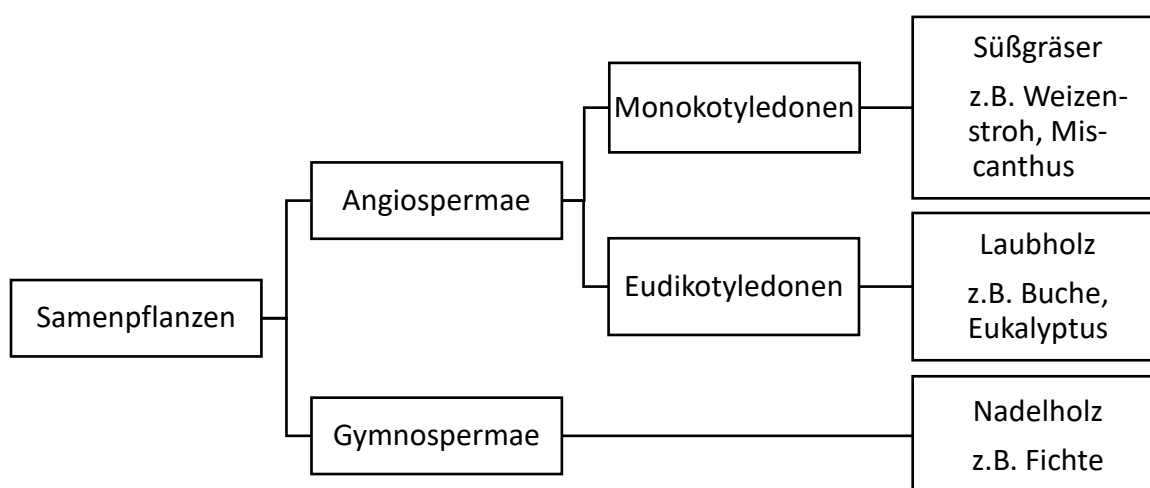 Süßgräser
z.B. Weizen-
stroh, Mis-
canthus
Monokotyledonen
Angiospermae
Laubholz
z.B. Buche,
Eukalyptus
Eudikotyledonen
Samenpflanzen
Nadelholz
z.B. Fichte
Gymnospermae